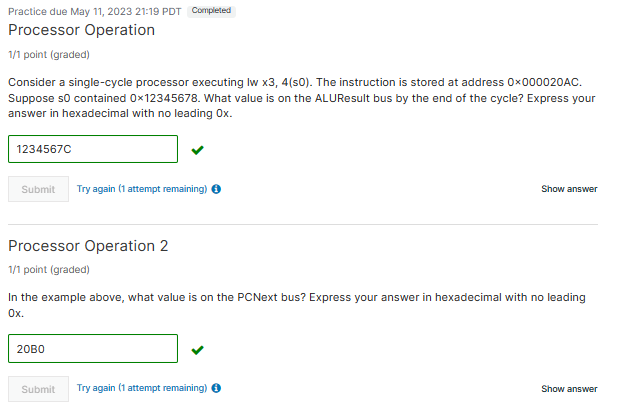 Practice due May 11, 2023 21:19 PDT Completed
Processor Operation
1/1 point (graded)
Consider a single-cycle processor executing lw x3, 4(s0). The instruction is stored at address 0×000020AC.
Suppose s0 contained 0×12345678. What value is on the ALUResult bus by the end of the cycle? Express your
answer in hexadecimal with no leading 0x.
1234567C
Submit Try again (1 attempt remaining) Show answer
Processor Operation 2
1/1 point (graded)
In the example above, what value is on the PCNext bus? Express your answer in hexadecimal with no leading
0x.
20B0
Submit Try again (1 attempt remaining) Show answer